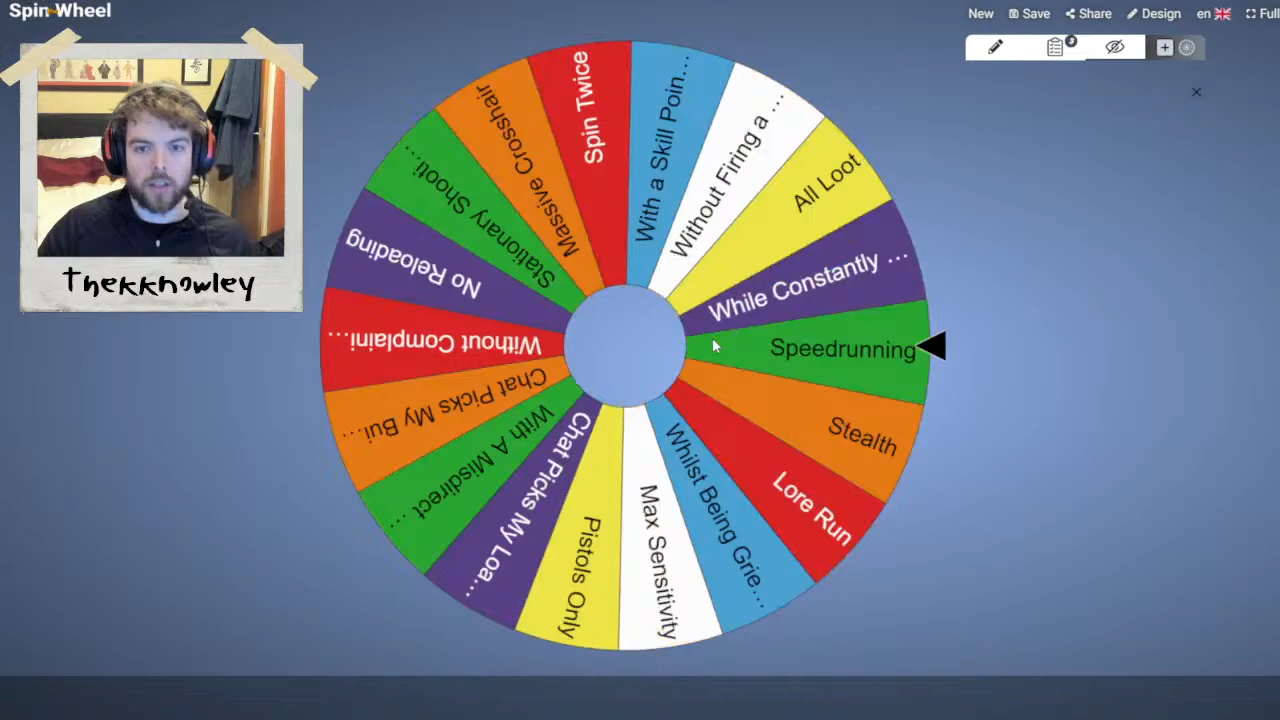 Spin the Wheel
New
Save
Share
Design
en
Full
3
Thekknowley
Spin Twice
With a Skill Poin...
Without Firing a ...
All Loot
While Constantly ...
Speedrunning
Stealth
Lore Run
Whilst Being Grie...
Max Sensitivity
Pistols Only
Chat Picks My Loa...
With A Misdirect ...
Chat Picks My Bui...
Without Complaini...
No Reloading
Stationary Shooti...
Massive Crosshair